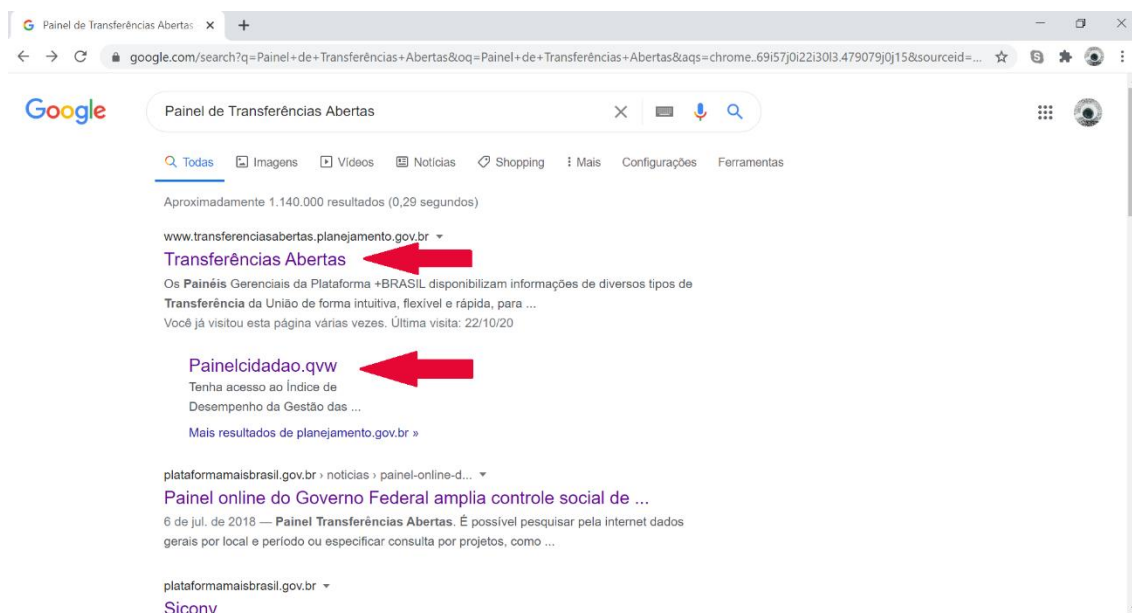 Painel de Transferências Abertas
google.com/search?q=Painel+de+Transferências+Abertas&oq=Painel+de+Transferências+Abertas&aqs=chrome..69i57j0i22i30l3.479079j0j15&sourceid=...
Google
Painel de Transferências Abertas
Todas Imagens Vídeos Notícias Shopping Mais Configurações Ferramentas
Aproximadamente 1.140.000 resultados (0,29 segundos)
www.transferenciasabertas.planejamento.gov.br
Transferências Abertas
Os Painéis Gerenciais da Plataforma +BRASIL disponibilizam informações de diversos tipos de
Transferência da União de forma intuitiva, flexível e rápida, para ...
Você já visitou esta página várias vezes. Última visita: 22/10/20
Painelcidadao.qvw
Tenha acesso ao Índice de
Desempenho da Gestão das ...
Mais resultados de planejamento.gov.br »
plataformamaisbrasil.gov.br › noticias › painel-online-d...
Painel online do Governo Federal amplia controle social de ...
6 de jul. de 2018 — Painel Transferências Abertas. É possível pesquisar pela internet dados
gerais por local e período ou especificar consulta por projetos, como ...
plataformamaisbrasil.gov.br
Siconv